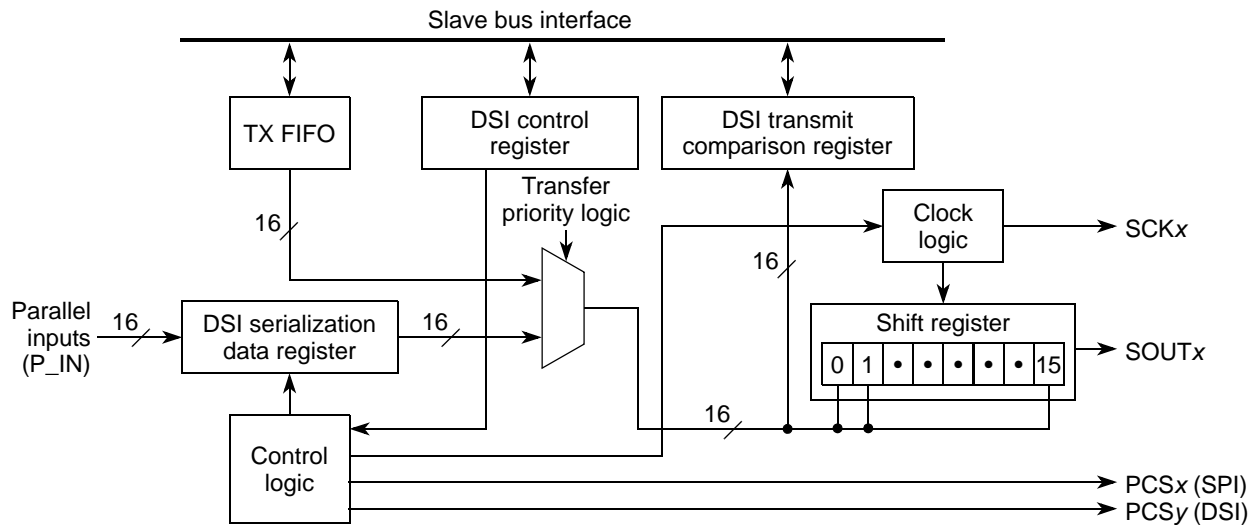 Slave bus interface
TX FIFO
DSI control
register
DSI transmit
comparison register
Transfer
priority logic
16
Clock
logic
SCKx
16
Parallel
inputs
(P_IN)
16
DSI serialization
data register
16
Shift register
0 1 • • • • • 15
SOUTx
16
Control
logic
PCSx (SPI)
PCSy (DSI)